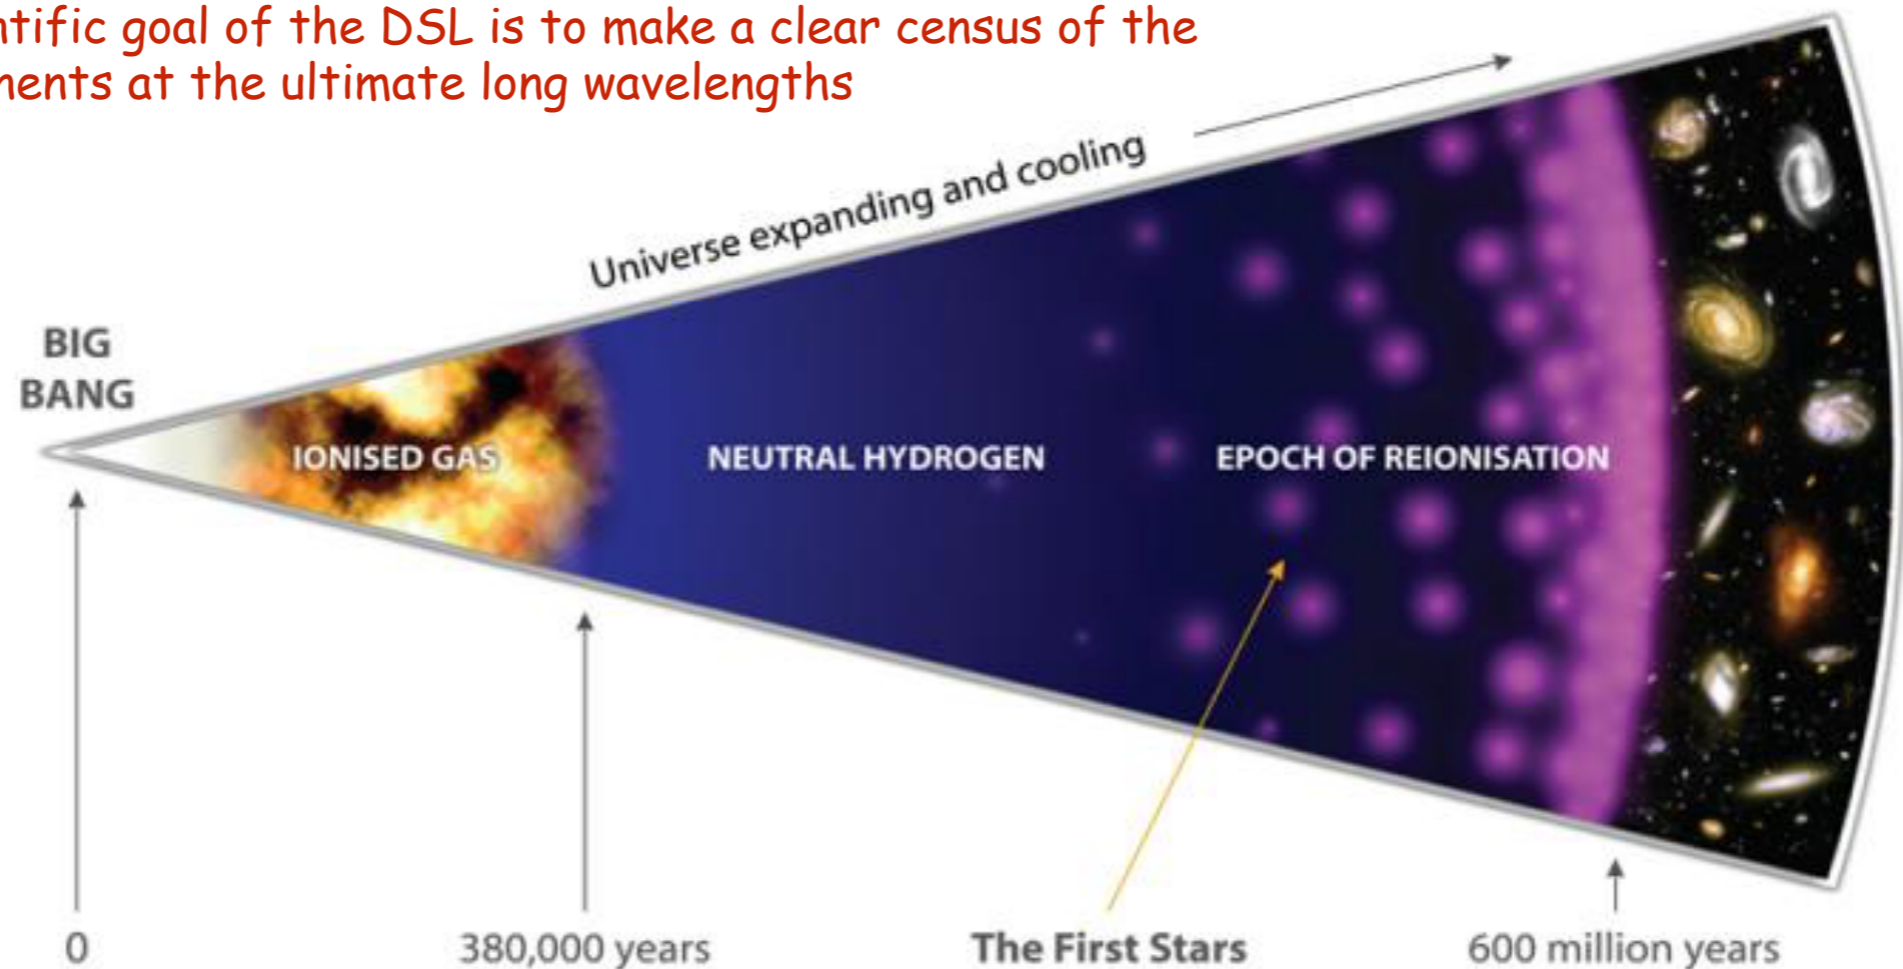 ntific goal of the DSL is to make a clear census of the
nents at the ultimate long wavelengths
Universe expanding and cooling
BIG
BANG
IONISED GAS
NEUTRAL HYDROGEN
EPOCH OF REIONISATION
0
380,000 years
The First Stars
600 million years